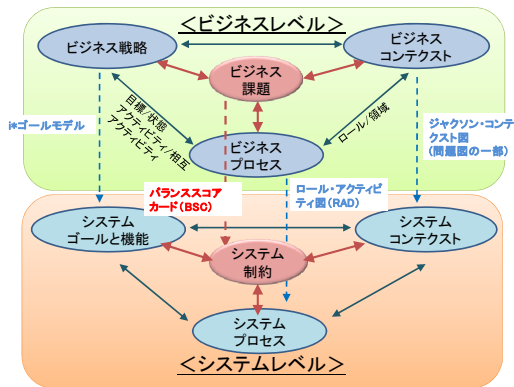 ＜ビジネスレベル＞
ビジネス戦略
ビジネス
コンテクスト
ビジネス
課題
i*ゴールモデル
目標/状態
アクティビティ/相互
アクティビティ
ロール/領域
ジャクソン・コンテ
クスト図
(問題図の一部)
ビジネス
プロセス
バランススコア
カード(BSC)
ロール・アクティビ
ティ図(RAD)
システム
ゴールと機能
システム
コンテクスト
システム
制約
システム
プロセス
＜システムレベル＞